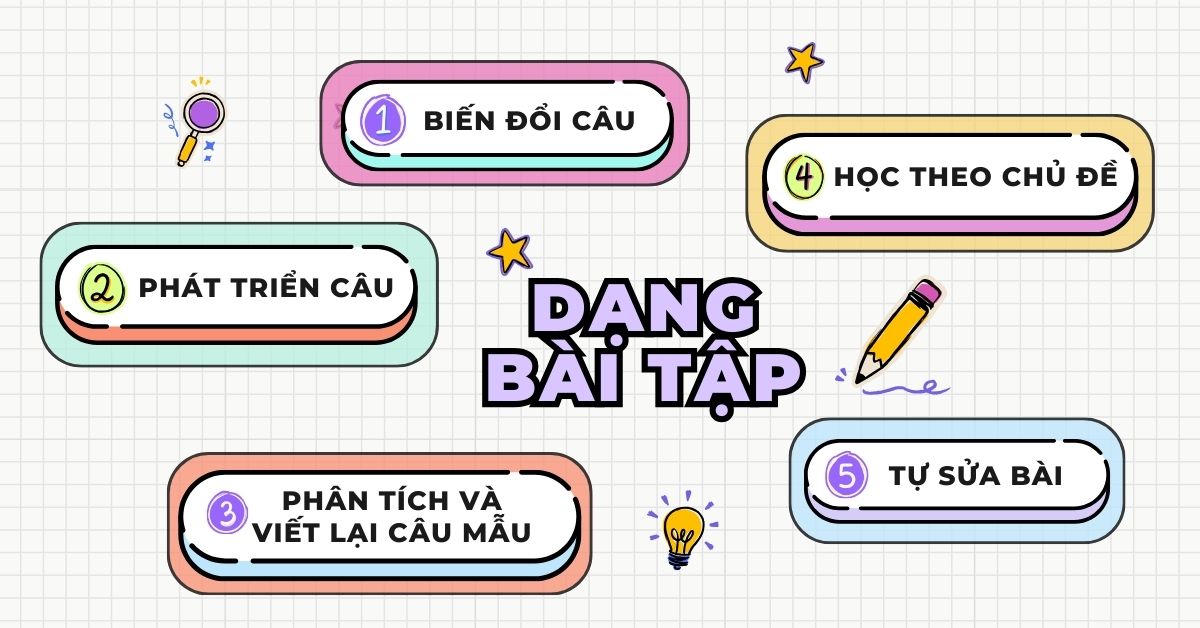 DẠNG
BÀI TẬP
1 BIẾN ĐỔI CÂU
2 PHÁT TRIỂN CÂU
3 PHÂN TÍCH VÀ
VIẾT LẠI CÂU MẪU
4 HỌC THEO CHỦ ĐỀ
5 TỰ SỬA BÀI